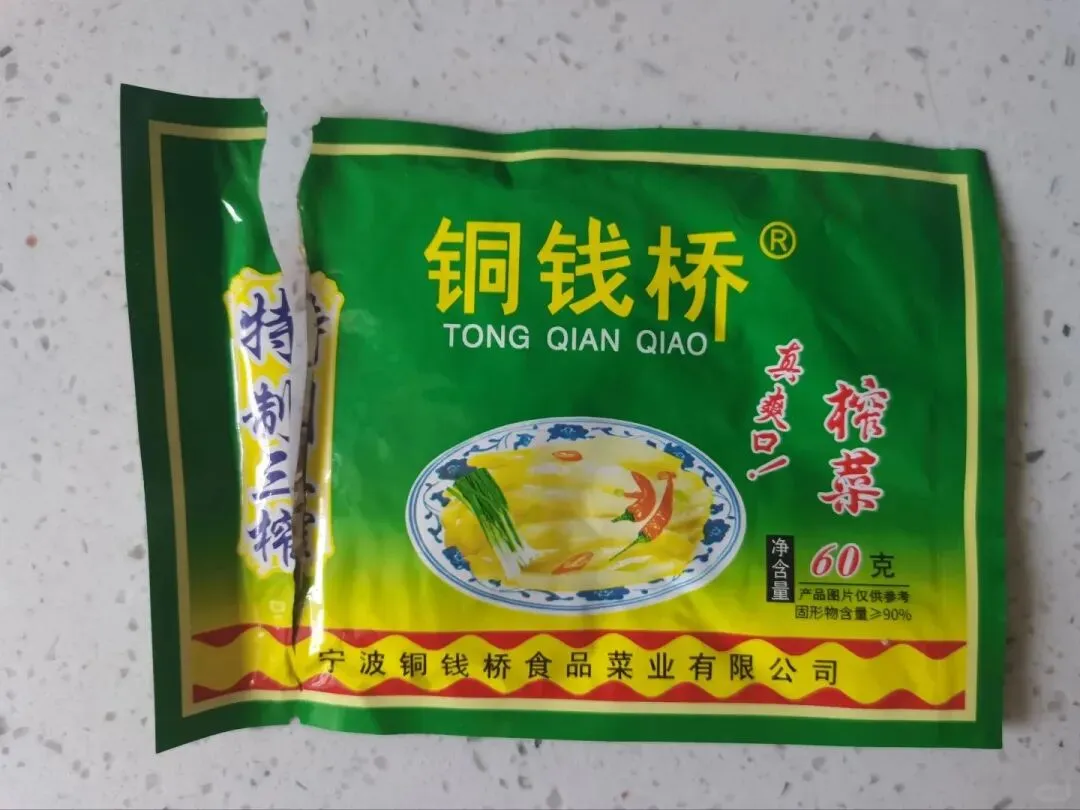 铜钱桥®
TONG QIAN QIAO
特制三榨
真爽口!
榨菜
净含量
60克
产品图片仅供参考
固形物含量≥90%
宁波铜钱桥食品菜业有限公司